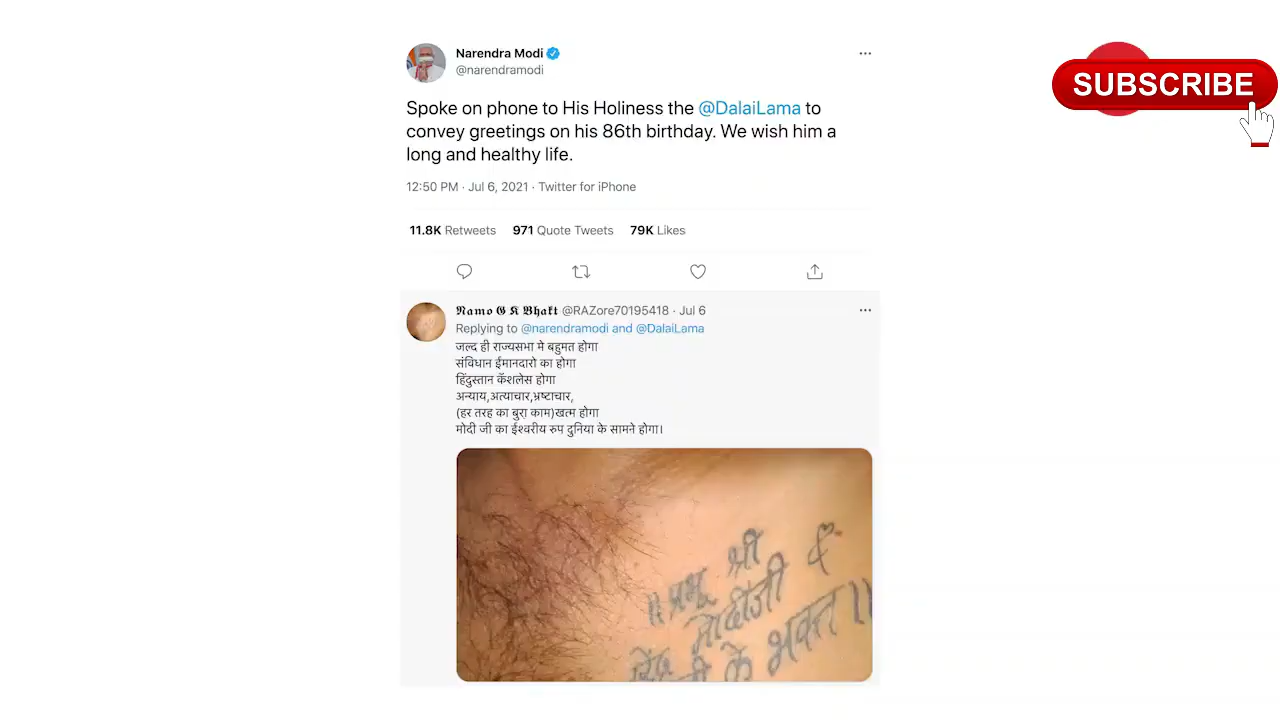 Narendra Modi
@narendramodi
SUBSCRIBE
Spoke on phone to His Holiness the @DalaiLama to
convey greetings on his 86th birthday. We wish him a
long and healthy life.
12:50 PM · Jul 6, 2021 · Twitter for iPhone
11.8K Retweets 971 Quote Tweets 79K Likes
𝕹𝖆𝖒𝖔 𝕲 𝕶 𝕭𝖍𝖆𝖐𝖙 @RAZore70195418 · Jul 6
Replying to @narendramodi and @DalaiLama
जल्द ही राज्यसभा मे बहुमत होगा
संविधान ईमानदारो का होगा
हिंदुस्तान कॅशलेस होगा
अन्याय,अत्याचार,भ्रष्टाचार,
(हर तरह का बुरा काम)खत्म होगा
मोदी जी का ईश्वरीय रुप दुनिया के सामने होगा।
॥प्रभू श्री
मोदीजी
के भक्त॥